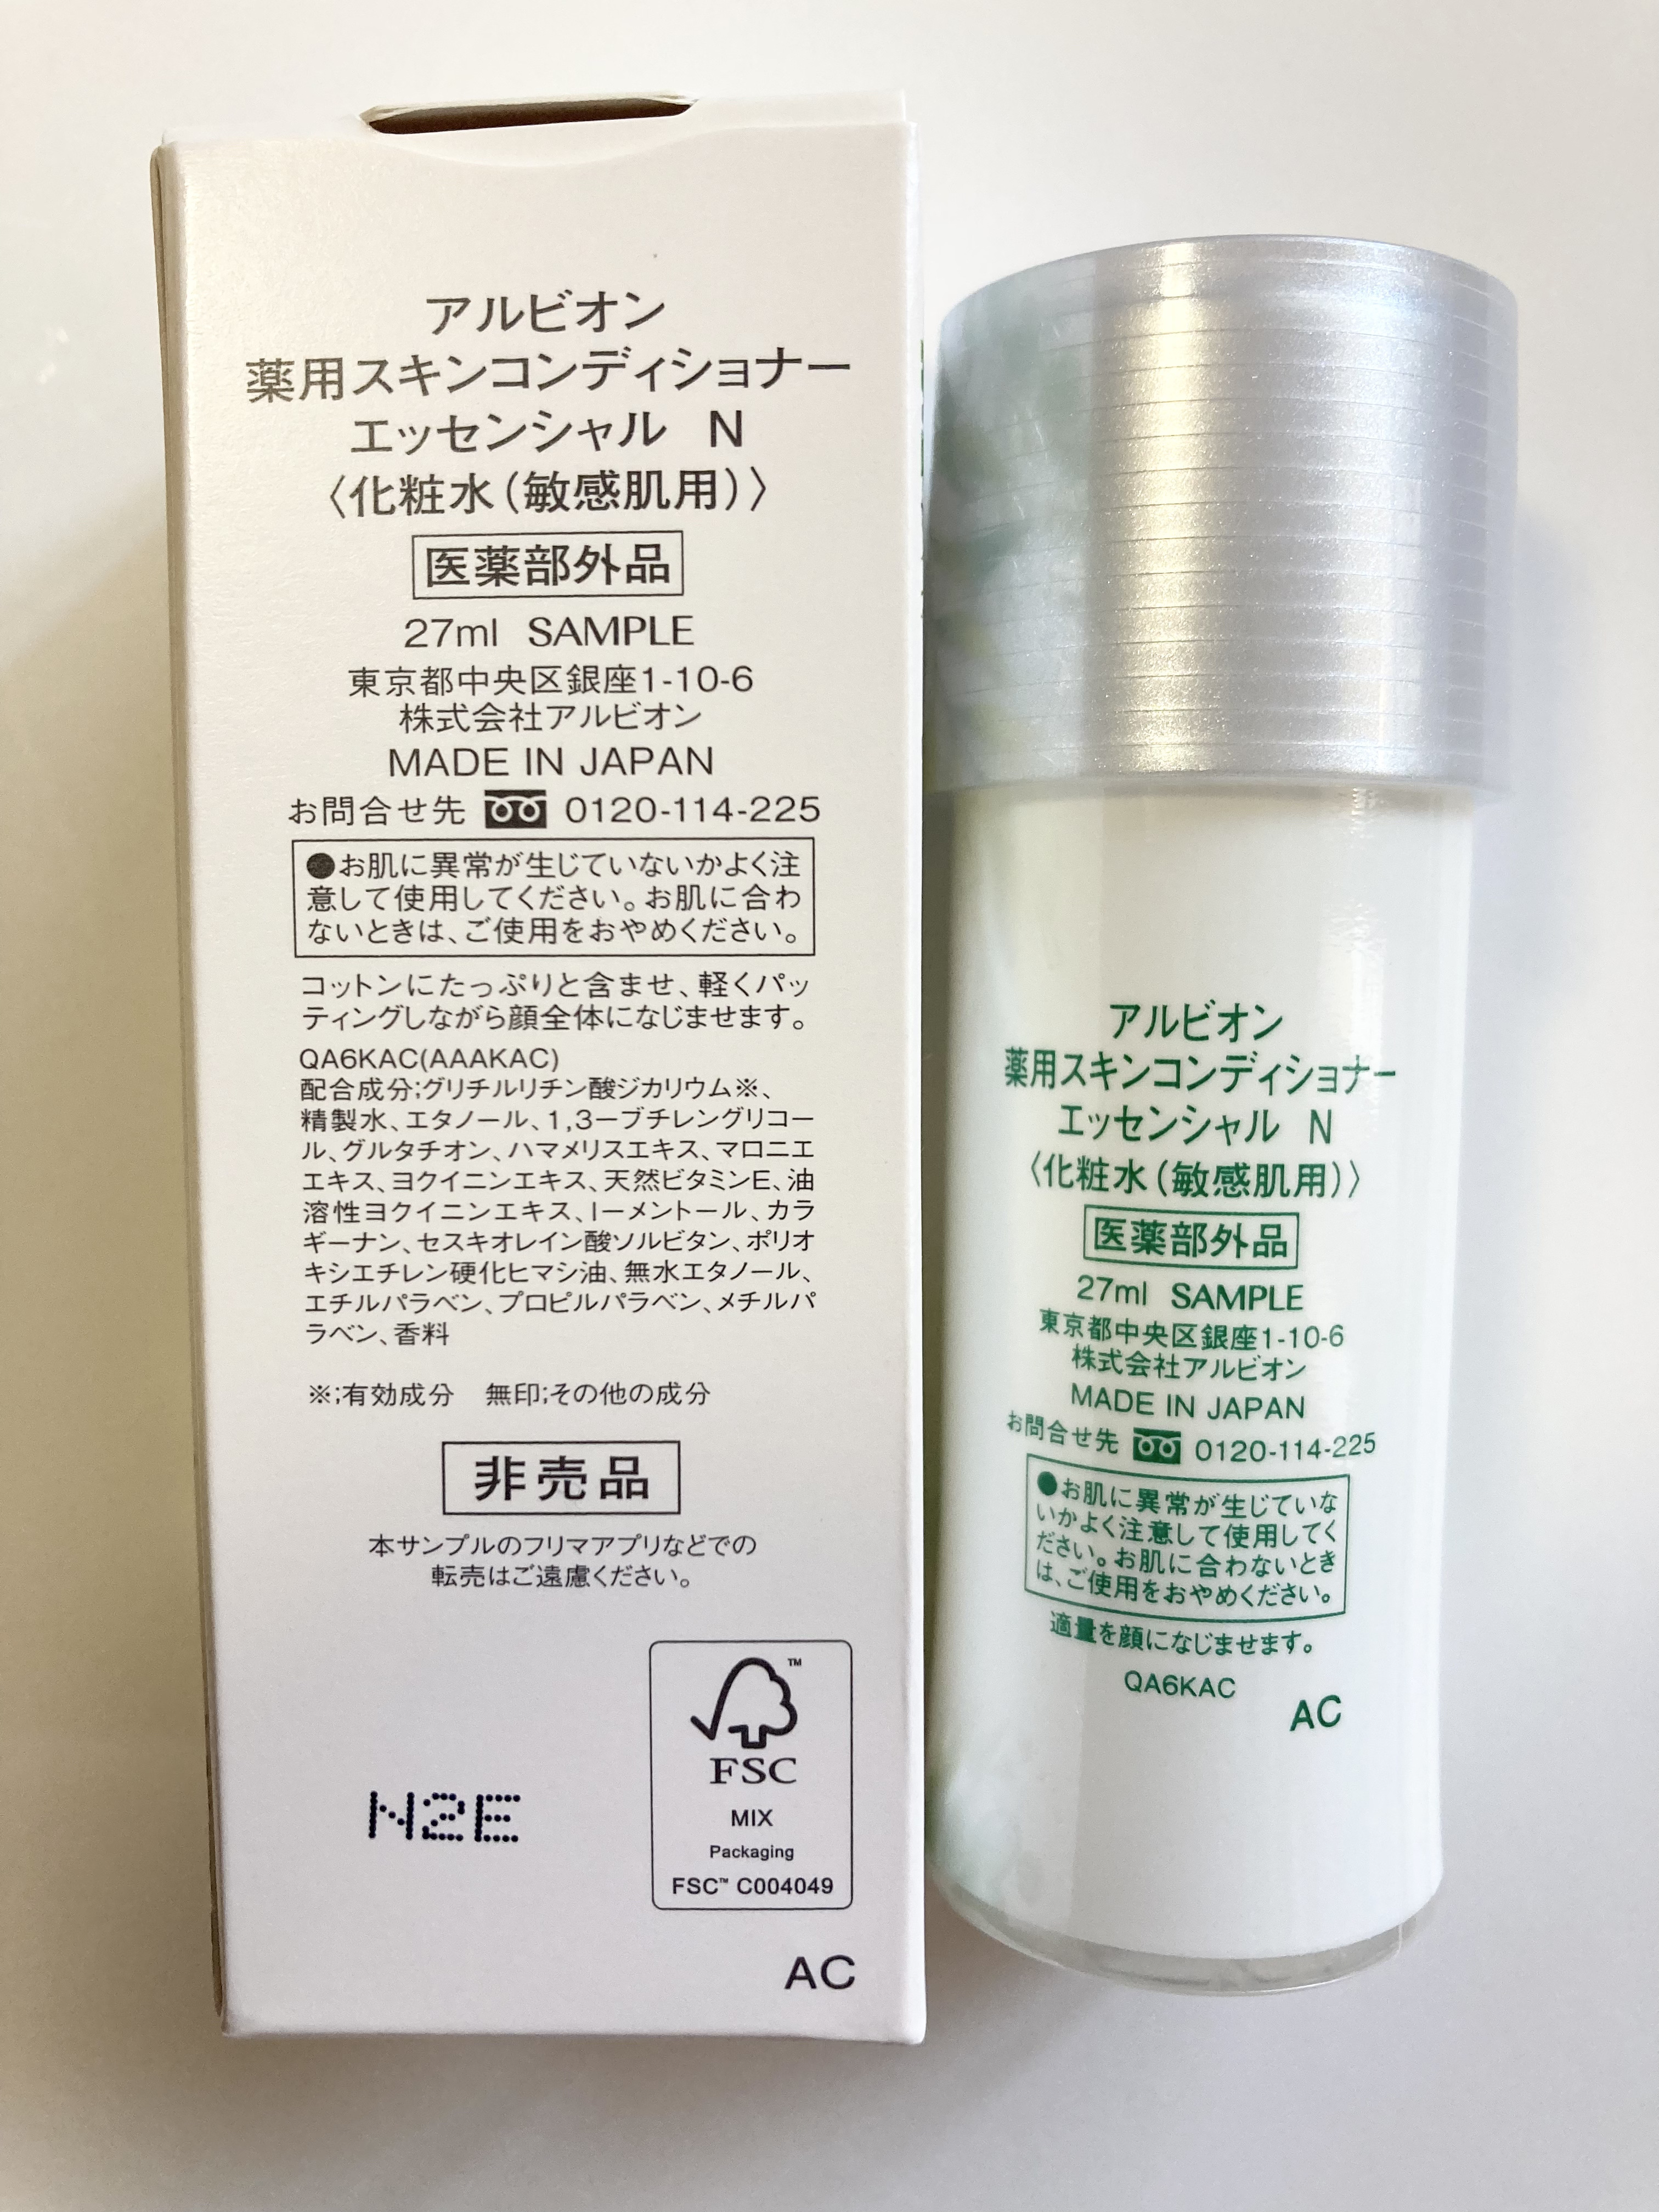 アルビオン
薬用スキンコンディショナー
エッセンシャル N
〈化粧水(敏感肌用)〉
医薬部外品
27ml SAMPLE
東京都中央区銀座1-10-6
株式会社アルビオン
MADE IN JAPAN
お問合せ先 0120-114-225
●お肌に異常が生じていないかよく注
意して使用してください。お肌に合わ
ないときは、ご使用をおやめください。
コットンにたっぷりと含ませ、軽くパッ
ティングしながら顔全体になじませます。
QA6KAC(AAAKAC)
配合成分;グリチルリチン酸ジカリウム※、
精製水、エタノール、1,3ーブチレングリコー
ル、グルタチオン、ハマメリスエキス、マロニエ
エキス、ヨクイニンエキス、天然ビタミンE、油
溶性ヨクイニンエキス、lーメントール、カラ
ギーナン、セスキオレイン酸ソルビタン、ポリオ
キシエチレン硬化ヒマシ油、無水エタノール、
エチルパラベン、プロピルパラベン、メチルパ
ラベン、香料
※;有効成分 無印;その他の成分
非売品
本サンプルのフリマアプリなどでの
転売はご遠慮ください。
TM
FSC
MIX
Packaging
FSC™ C004049
N2E
AC
アルビオン
薬用スキンコンディショナー
エッセンシャル N
〈化粧水(敏感肌用)〉
医薬部外品
27ml SAMPLE
東京都中央区銀座1-10-6
株式会社アルビオン
MADE IN JAPAN
お問合せ先 0120-114-225
●お肌に異常が生じていな
いかよく注意して使用してく
ださい。お肌に合わないとき
は、ご使用をおやめください。
適量を顔になじませます。
QA6KAC
AC